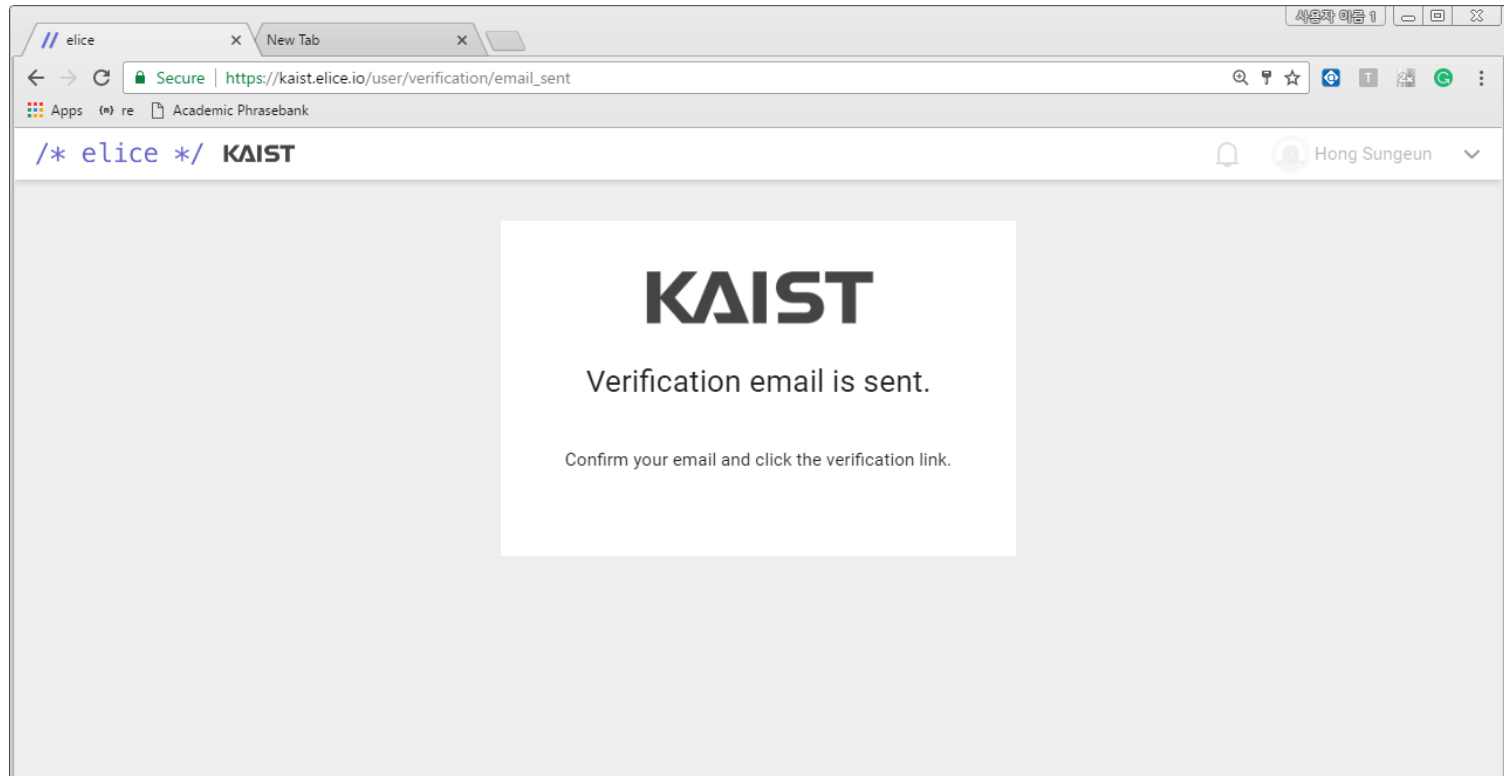 사용자 이름 1
// elice
New Tab
Secure | https://kaist.elice.io/user/verification/email_sent
Apps re Academic Phrasebank
/* elice */ KAIST Hong Sungeun
KAIST
Verification email is sent.
Confirm your email and click the verification link.